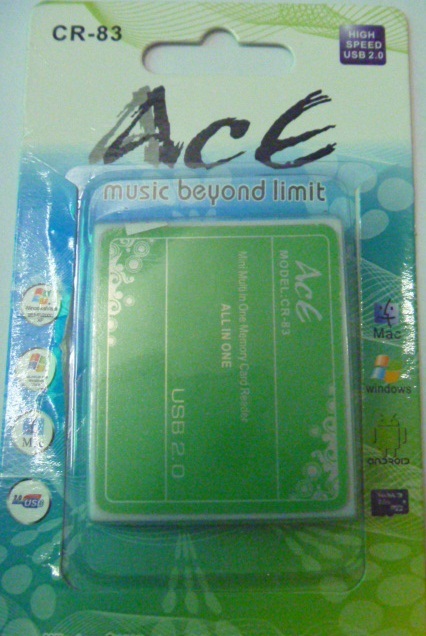 CR-83
HIGH
SPEED
USB 2.0
ACE
music beyond limit
ACE
MODEL.CR-83
Mini Multi In One Memory Card Reader
ALL IN ONE
USB 2.0
Mac
windows
ANDROID